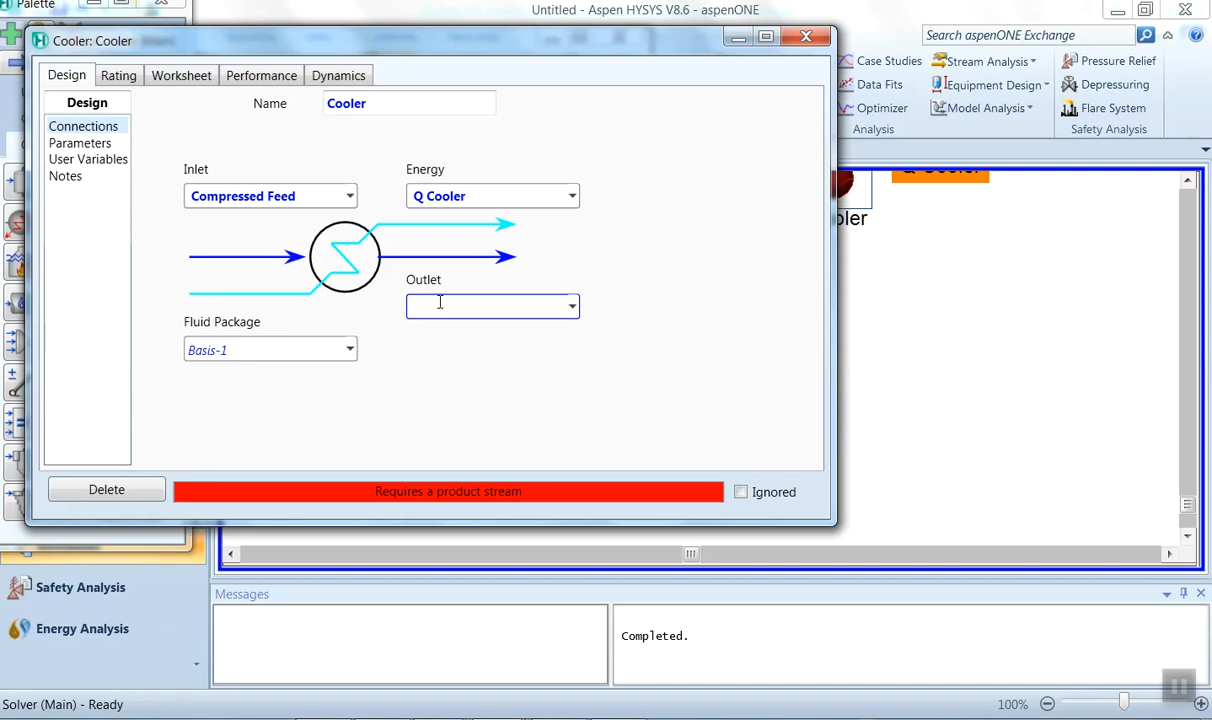 Palette
Untitled - Aspen HYSYS V8.6 - aspenONE
Search aspenONE Exchange
Cooler: Cooler
Case Studies
Stream Analysis
Pressure Relief
Data Fits
Equipment Design
Depressuring
Optimizer
Model Analysis
Flare System
Analysis
Safety Analysis
Design
Rating
Worksheet
Performance
Dynamics
Design
Connections
Parameters
User Variables
Notes
Name
Cooler
Inlet
Compressed Feed
Energy
Q Cooler
Outlet
Fluid Package
Basis-1
Delete
Requires a product stream
Ignored
Safety Analysis
Energy Analysis
Messages
Completed.
Solver (Main) - Ready
100%